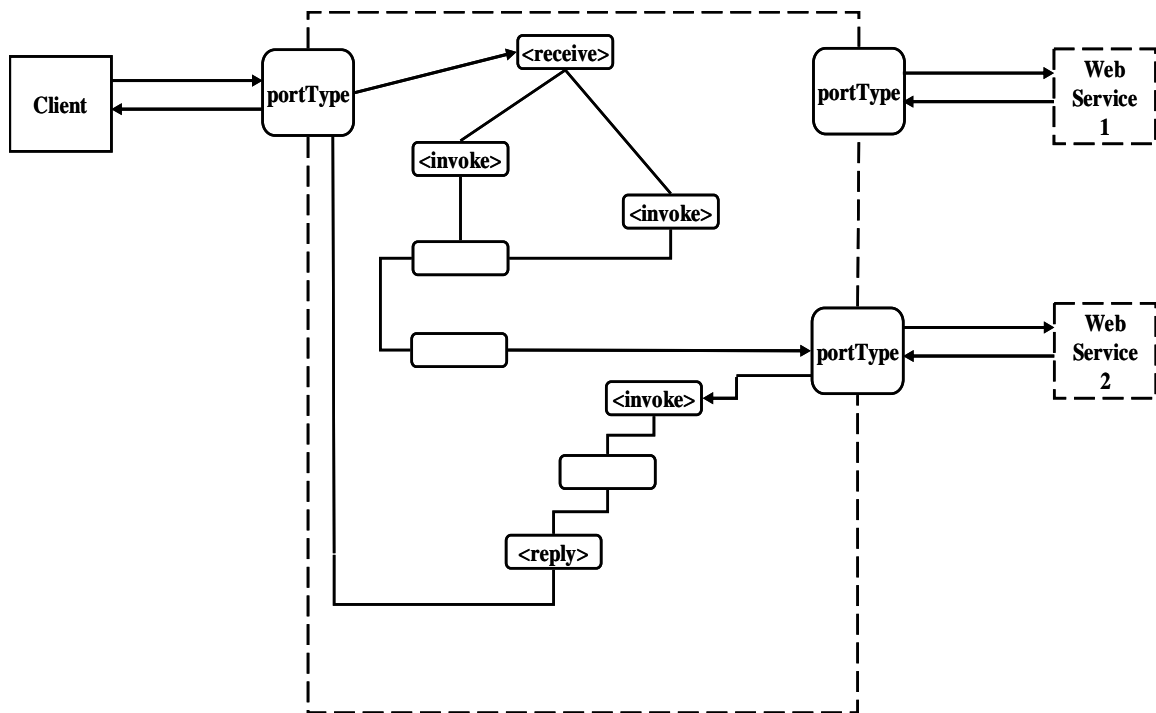 <receive>
Client
portType
portType
Web
Service
1
<invoke>
<invoke>
portType
Web
Service
2
<invoke>
<reply>